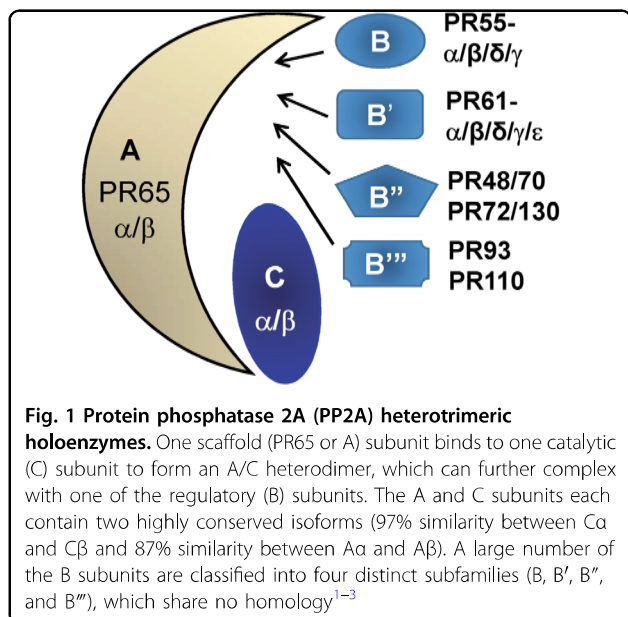 B
PR55-
α/β/δ/γ
B'
PR61-
α/β/δ/γ/ε
A
PR65
α/β
B''
PR48/70
PR72/130
B'''
PR93
PR110
C
α/β
Fig. 1 Protein phosphatase 2A (PP2A) heterotrimeric
holoenzymes. One scaffold (PR65 or A) subunit binds to one catalytic
(C) subunit to form an A/C heterodimer, which can further complex
with one of the regulatory (B) subunits. The A and C subunits each
contain two highly conserved isoforms (97% similarity between Cα
and Cβ and 87% similarity between Aα and Aβ). A large number of
the B subunits are classified into four distinct subfamilies (B, B′, B″,
and B‴), which share no homology1–3